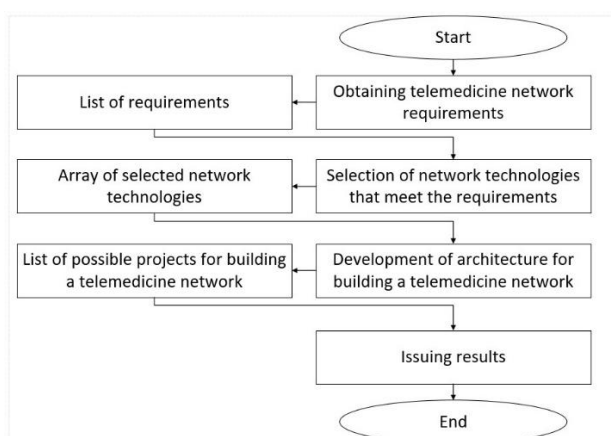 Start
List of requirements
Obtaining telemedicine network
requirements
Array of selected network
technologies
Selection of network technologies
that meet the requirements
List of possible projects for building
a telemedicine network
Development of architecture for
building a telemedicine network
Issuing results
End